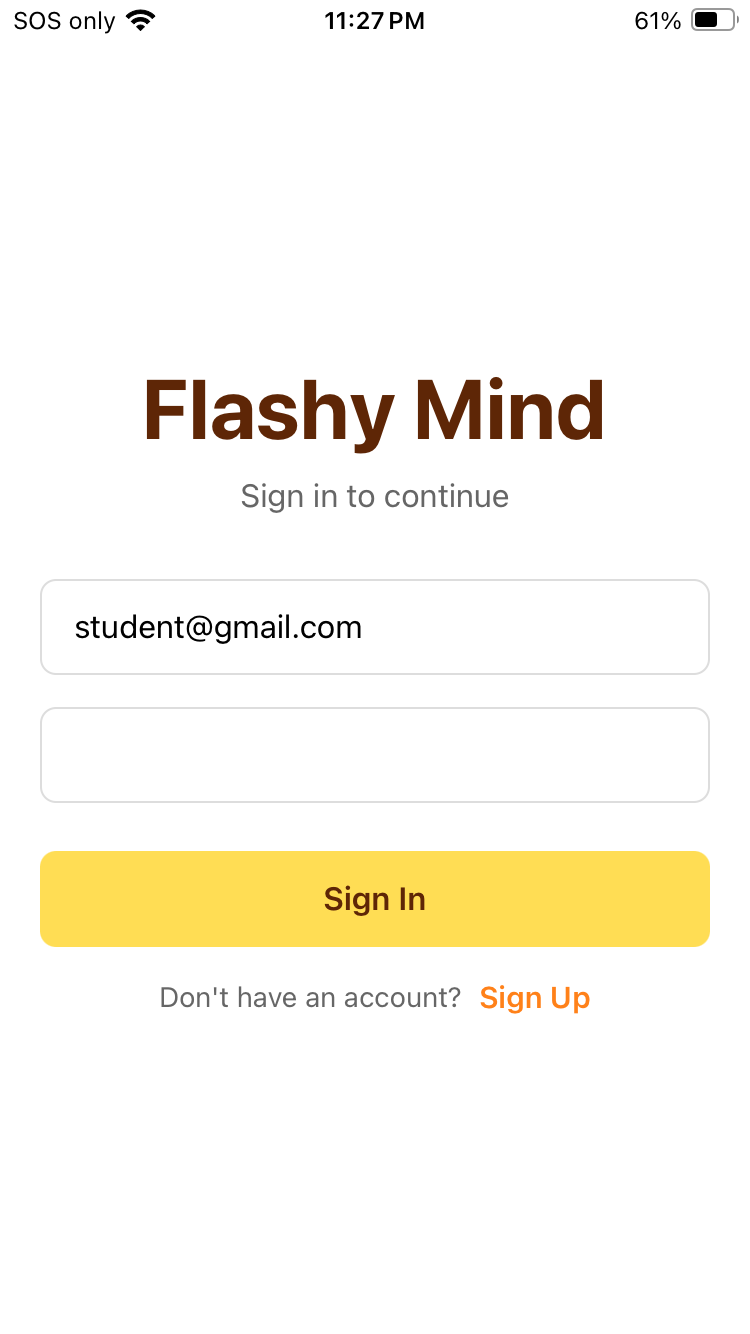 SOS only 11:27 PM 61%
Flashy Mind
Sign in to continue
student@gmail.com
Sign In
Don't have an account? Sign Up